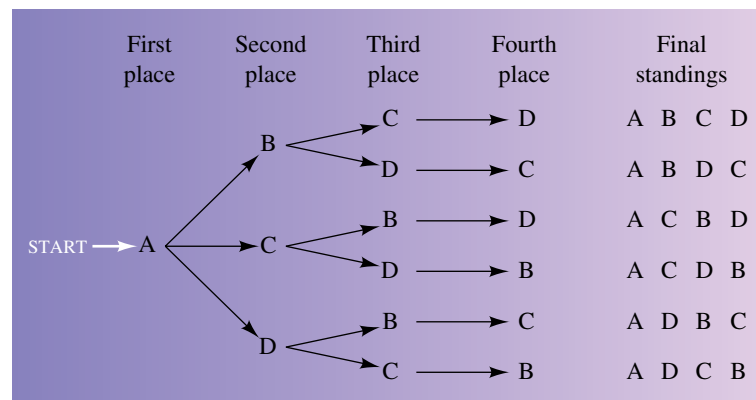 First Second Third Fourth Final
place place place place standings
C D A B C D
B
D C A B D C
B D A C B D
START A C
D B A C D B
B C A D B C
D
C B A D C B